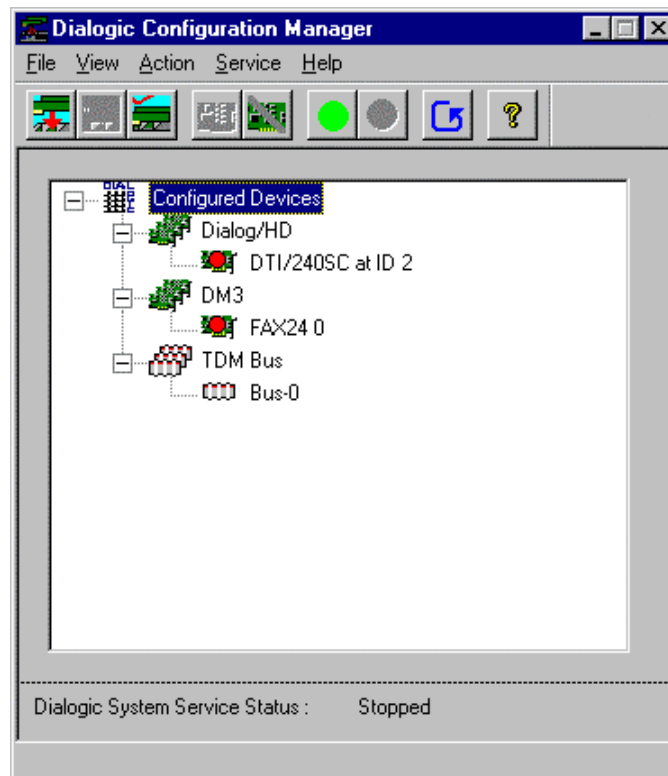 Dialogic Configuration Manager
File View Action Service Help
Configured Devices
Dialog/HD
DTI/240SC at ID 2
DM3
FAX24 0
TDM Bus
Bus-0
Dialogic System Service Status : Stopped